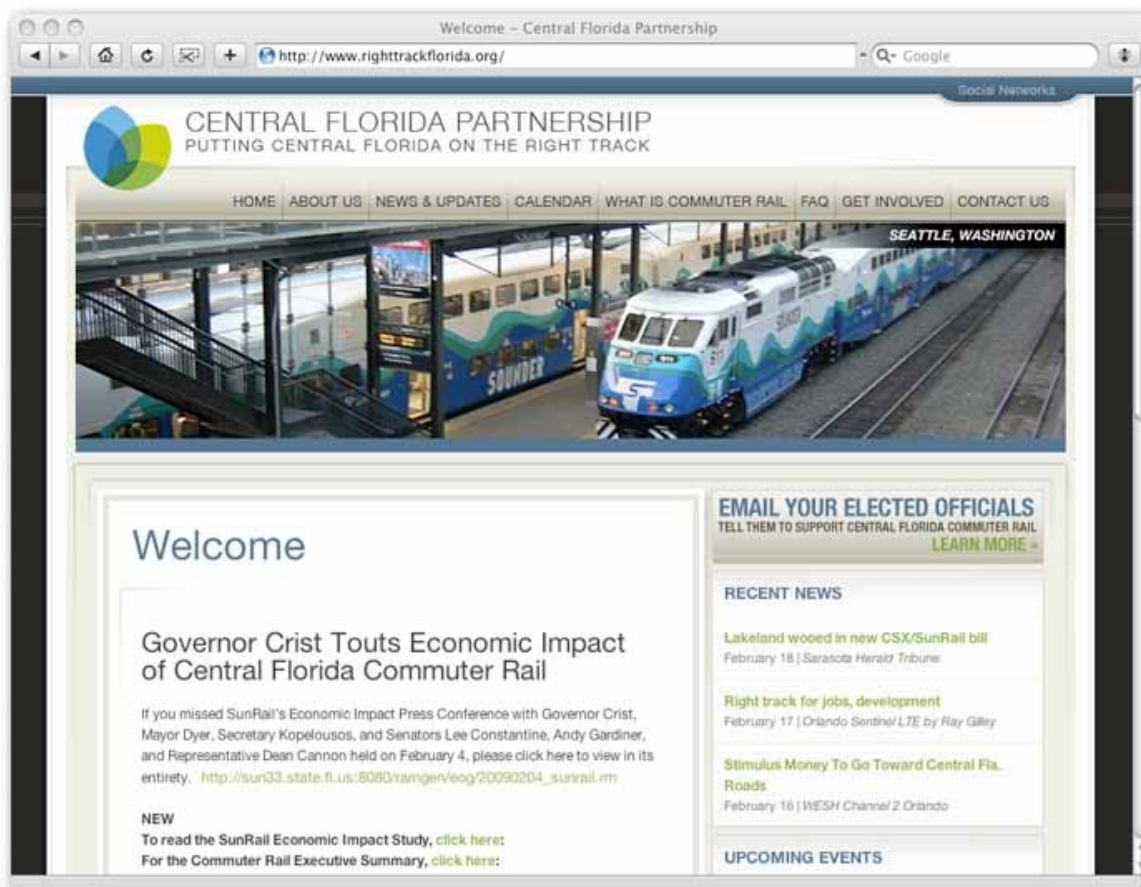 Welcome – Central Florida Partnership
http://www.righttrackflorida.org/
Google
Social Networks
CENTRAL FLORIDA PARTNERSHIP
PUTTING CENTRAL FLORIDA ON THE RIGHT TRACK
HOME ABOUT US NEWS & UPDATES CALENDAR WHAT IS COMMUTER RAIL FAQ GET INVOLVED CONTACT US
SEATTLE, WASHINGTON
SOUNDER
SOUNDER
911
Welcome
Governor Crist Touts Economic Impact
of Central Florida Commuter Rail
If you missed SunRail's Economic Impact Press Conference with Governor Crist,
Mayor Dyer, Secretary Kopelousos, and Senators Lee Constantine, Andy Gardiner,
and Representative Dean Cannon held on February 4, please click here to view in its
entirety. http://sun33.state.fl.us:8080/ramgen/eog/20090204_sunrail.rm
NEW
To read the SunRail Economic Impact Study, click here:
For the Commuter Rail Executive Summary, click here:
EMAIL YOUR ELECTED OFFICIALS
TELL THEM TO SUPPORT CENTRAL FLORIDA COMMUTER RAIL
LEARN MORE »
RECENT NEWS
Lakeland wooed in new CSX/SunRail bill
February 18 | Sarasota Herald Tribune
Right track for jobs, development
February 17 | Orlando Sentinel LTE by Ray Gilley
Stimulus Money To Go Toward Central Fla.
Roads
February 16 | WESH Channel 2 Orlando
UPCOMING EVENTS